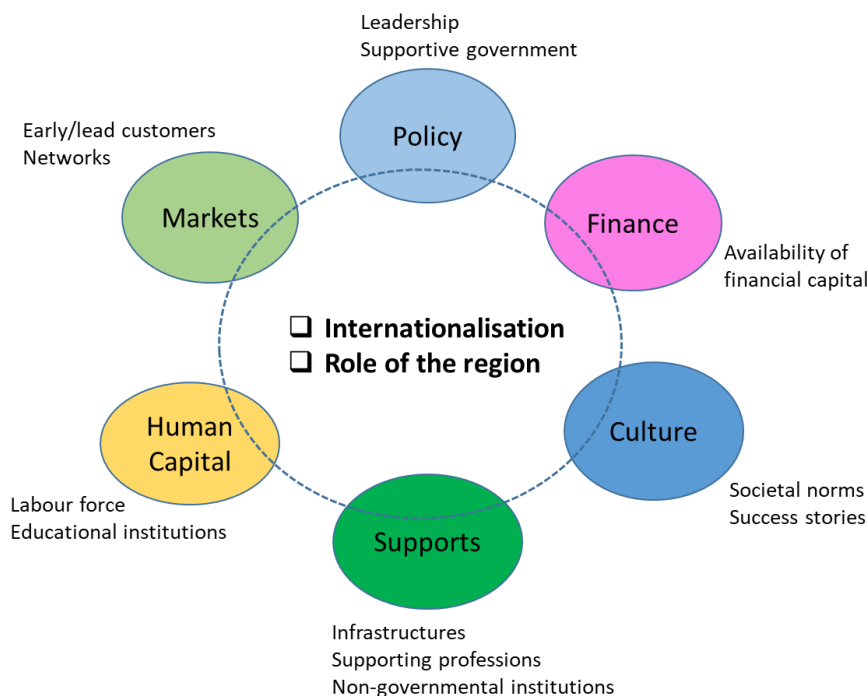 Leadership
Supportive government
Policy
Early/lead customers
Networks
Markets
Finance
Availability of
financial capital
❑ Internationalisation
❑ Role of the region
Human
Capital
Culture
Labour force
Educational institutions
Societal norms
Success stories
Supports
Infrastructures
Supporting professions
Non-governmental institutions